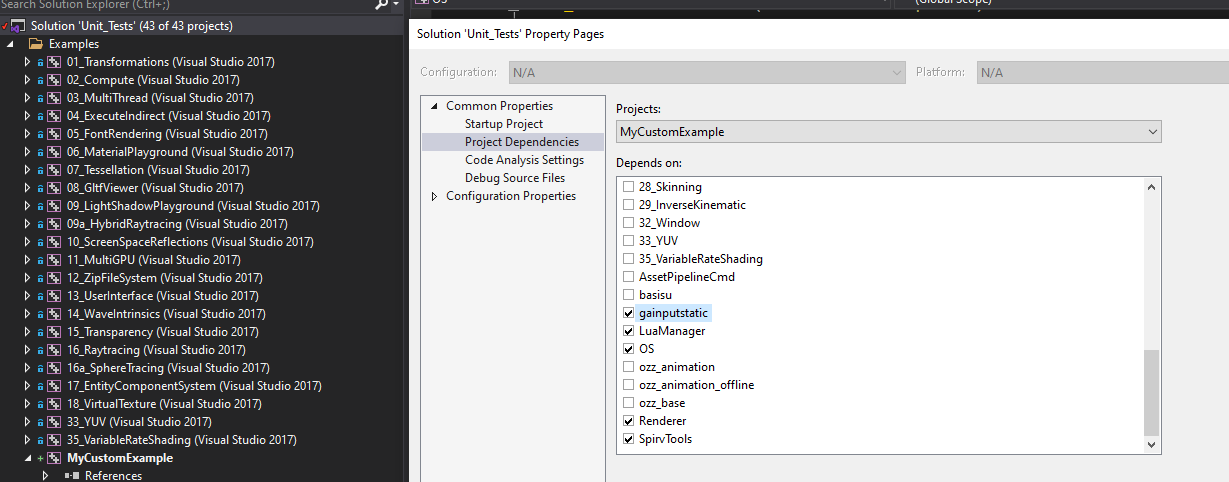 Search Solution Explorer (Ctrl+;)
Solution 'Unit_Tests' (43 of 43 projects)
Examples
01_Transformations (Visual Studio 2017)
02_Compute (Visual Studio 2017)
03_MultiThread (Visual Studio 2017)
04_ExecuteIndirect (Visual Studio 2017)
05_FontRendering (Visual Studio 2017)
06_MaterialPlayground (Visual Studio 2017)
07_Tessellation (Visual Studio 2017)
08_GltfViewer (Visual Studio 2017)
09_LightShadowPlayground (Visual Studio 2017)
09a_HybridRaytracing (Visual Studio 2017)
10_ScreenSpaceReflections (Visual Studio 2017)
11_MultiGPU (Visual Studio 2017)
12_ZipFileSystem (Visual Studio 2017)
13_UserInterface (Visual Studio 2017)
14_WaveIntrinsics (Visual Studio 2017)
15_Transparency (Visual Studio 2017)
16_Raytracing (Visual Studio 2017)
16a_SphereTracing (Visual Studio 2017)
17_EntityComponentSystem (Visual Studio 2017)
18_VirtualTexture (Visual Studio 2017)
33_YUV (Visual Studio 2017)
35_VariableRateShading (Visual Studio 2017)
MyCustomExample
References
OS
(Global Scope)
Solution 'Unit_Tests' Property Pages
Configuration: N/A
Platform: N/A
Common Properties
Startup Project
Project Dependencies
Code Analysis Settings
Debug Source Files
Configuration Properties
Projects:
MyCustomExample
Depends on:
28_Skinning
29_InverseKinematic
32_Window
33_YUV
35_VariableRateShading
AssetPipelineCmd
basisu
gainputstatic
LuaManager
OS
ozz_animation
ozz_animation_offline
ozz_base
Renderer
SpirvTools